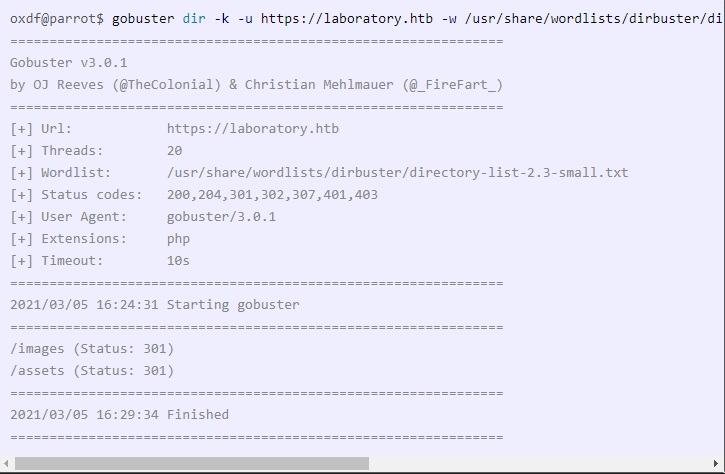 oxdf@parrot$ gobuster dir -k -u https://laboratory.htb -w /usr/share/wordlists/dirbuster/di
===============================================================
Gobuster v3.0.1
by OJ Reeves (@TheColonial) & Christian Mehlmauer (@_FireFart_)
===============================================================
[+] Url:            https://laboratory.htb
[+] Threads:        20
[+] Wordlist:       /usr/share/wordlists/dirbuster/directory-list-2.3-small.txt
[+] Status codes:   200,204,301,302,307,401,403
[+] User Agent:     gobuster/3.0.1
[+] Extensions:     php
[+] Timeout:        10s
===============================================================
2021/03/05 16:24:31 Starting gobuster
===============================================================
/images (Status: 301)
/assets (Status: 301)
===============================================================
2021/03/05 16:29:34 Finished
===============================================================